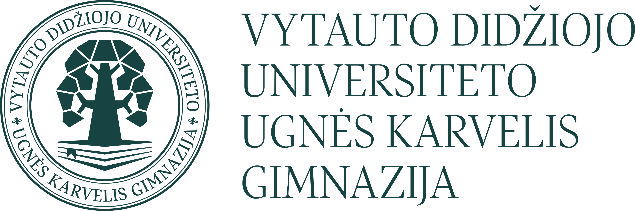 VYTAUTO DIDŽIOJO UNIVERSITETO
UGNĖS KARVELIS GIMNAZIJA
VYTAUTO DIDŽIOJO
UNIVERSITETO
UGNĖS KARVELIS
GIMNAZIJA